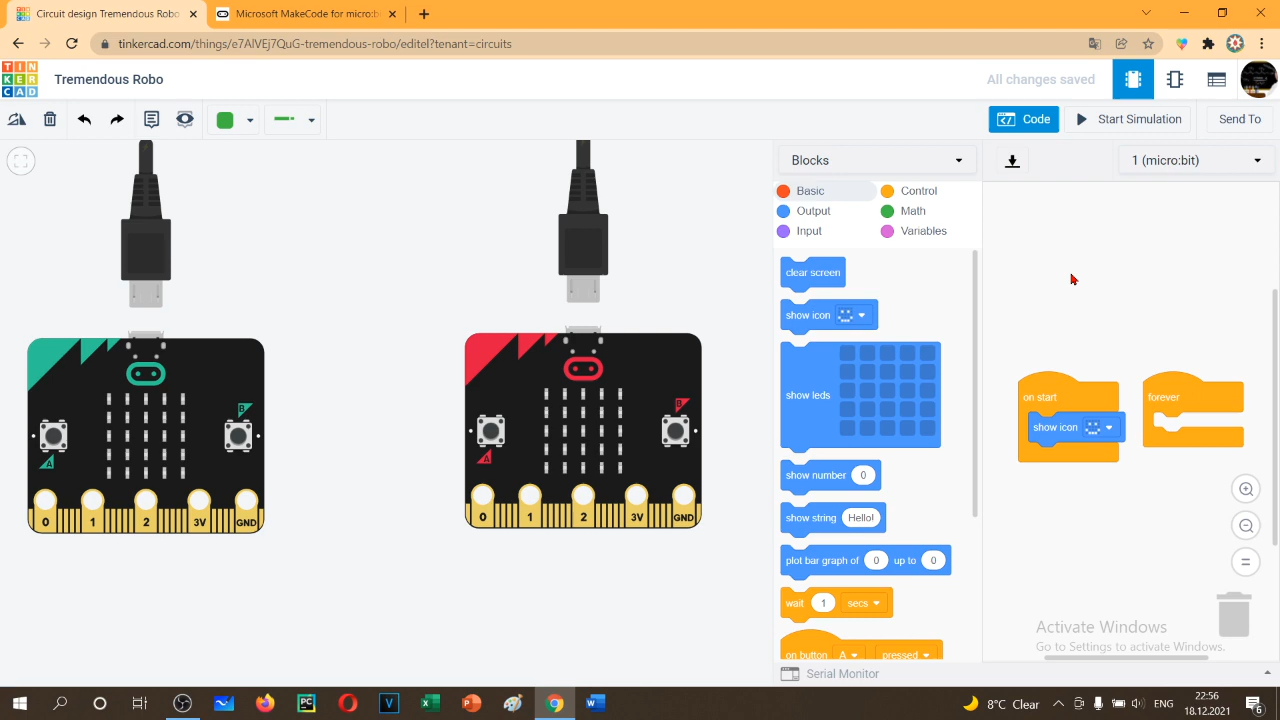 Circuit design Tremendous Robo
Microsoft MakeCode for micro:bi
tinkercad.com/things/e7AlVEj7QuG-tremendous-robo/editel?tenant=circuits
TIN
KER
CAD
Tremendous Robo
All changes saved
Code
Start Simulation
Send To
Blocks
1 (micro:bit)
Basic
Control
Output
Math
Input
Variables
clear screen
show icon
show leds
show number 0
show string Hello!
plot bar graph of 0 up to 0
wait 1 secs
on button A pressed
on start
show icon
forever
B
A
0 1 2 3V GND
B
A
0 1 2 3V GND
Activate Windows
Go to Settings to activate Windows.
Serial Monitor
PC
V
8°C Clear
ENG
22:56
18.12.2021
6